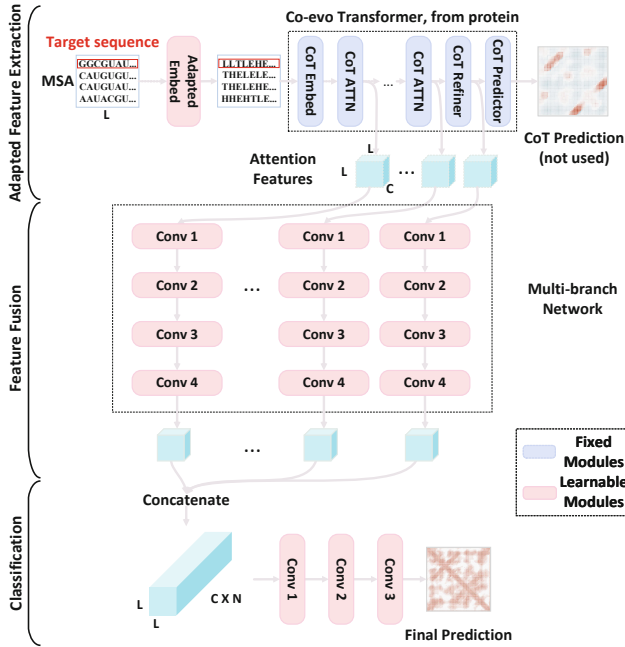 Adapted Feature Extraction
Target sequence
Co-evo Transformer, from protein
MSA
GGCGUAU...
CAUGUGU...
CAUGUAU...
AAUACGU...
L
Adapted
Embed
LLTLEHE...
THELELE...
THELEHE...
HHEHTLE...
CoT Embed
CoT ATTN
...
CoT ATTN
CoT Refiner
CoT Predictor
CoT Prediction
(not used)
Attention
Features
L
L
C
...
Feature Fusion
Conv 1
Conv 1
Conv 1
Conv 2
...
Conv 2
Conv 2
Conv 3
Conv 3
Conv 3
Conv 4
Conv 4
Conv 4
Multi-branch
Network
...
Fixed
Modules
Learnable
Modules
Classification
Concatenate
L
L
C X N
Conv 1
Conv 2
Conv 3
Final Prediction